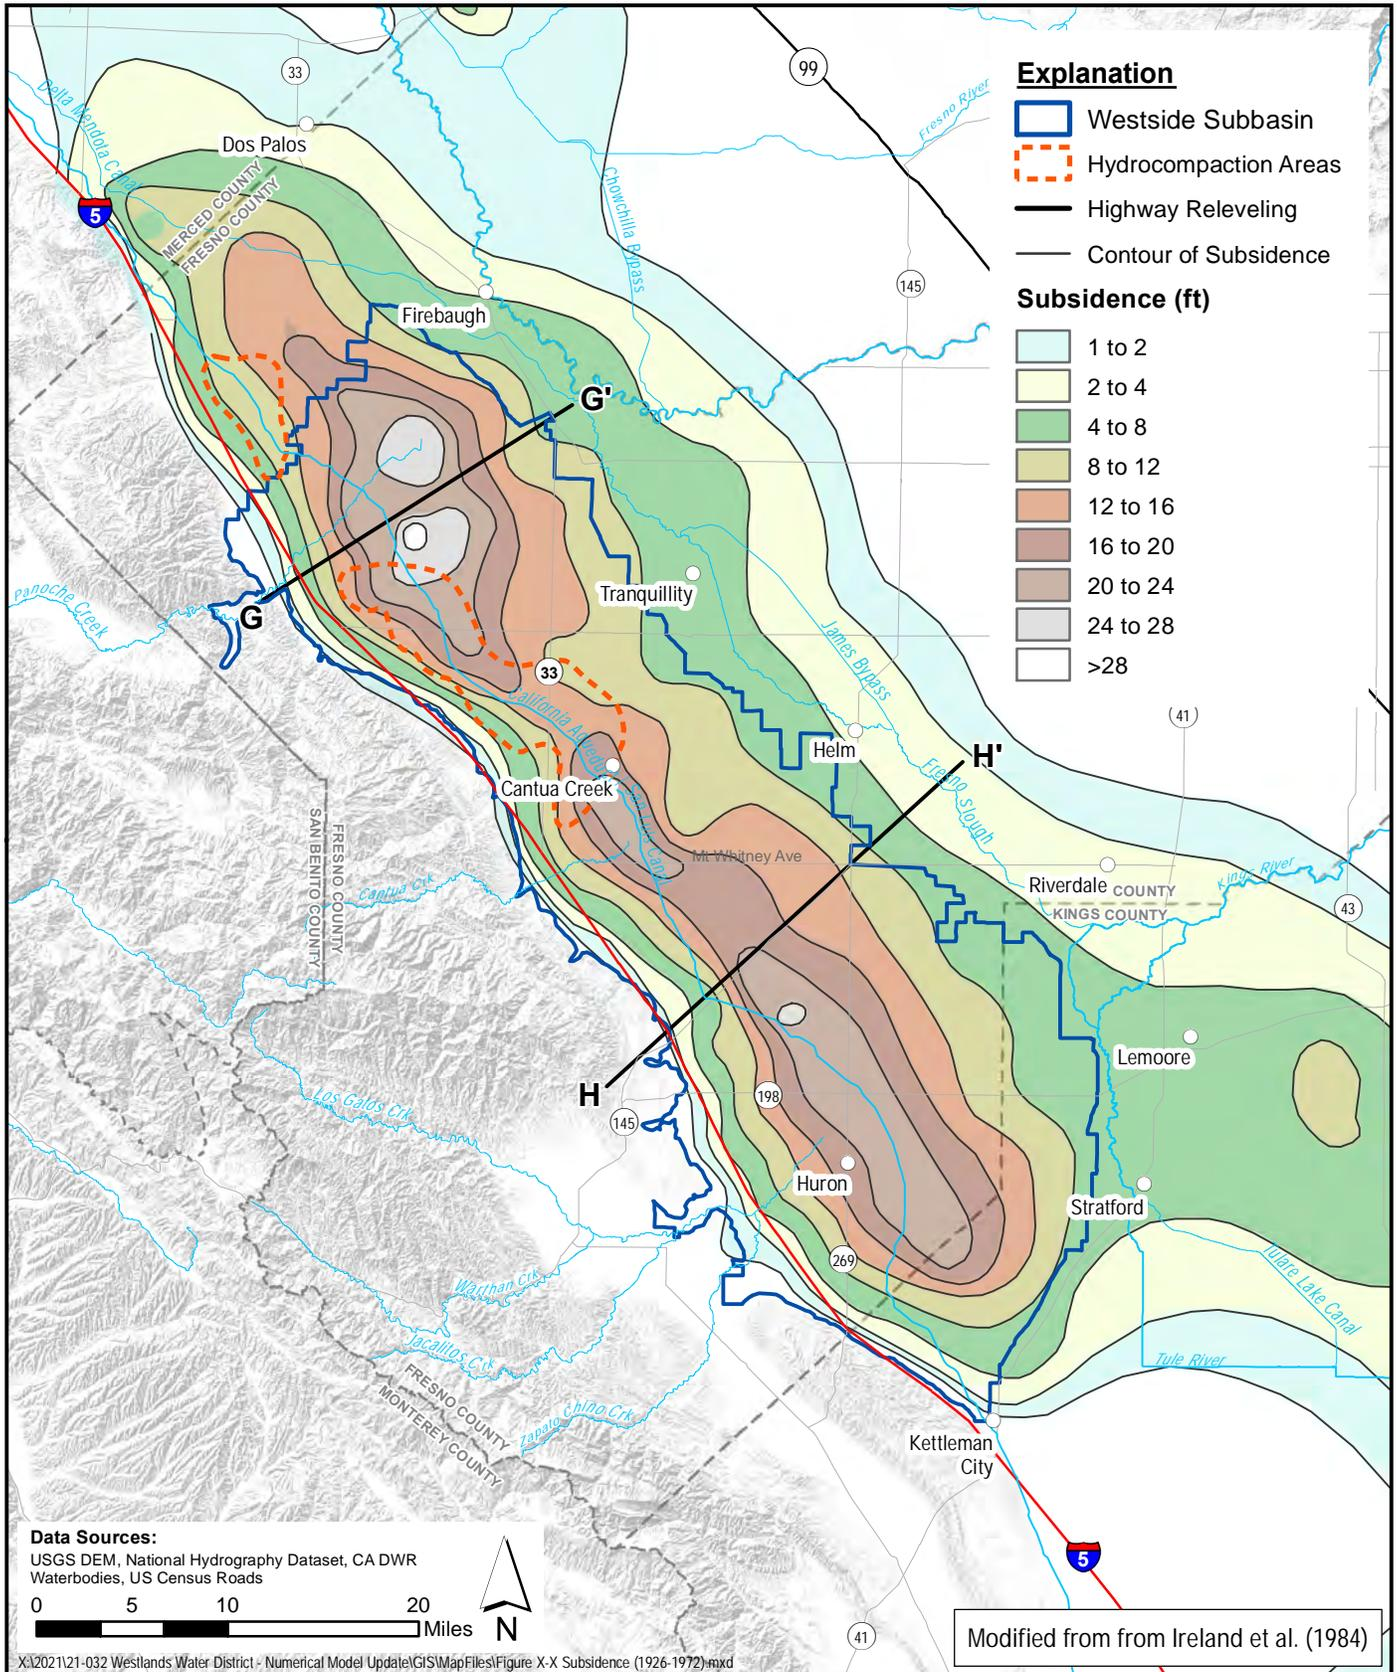 Explanation
Westside Subbasin
Hydrocompaction Areas
Highway Releveling
Contour of Subsidence
Subsidence (ft)
1 to 2
2 to 4
4 to 8
8 to 12
12 to 16
16 to 20
20 to 24
24 to 28
>28
33
99
Fresno River
Delta Mendola Canal
Dos Palos
MERCED COUNTY
FRESNO COUNTY
5
Chowchilla Bypass
145
Firebaugh
G'
G
Panoche Creek
Tranquillity
James Bypass
33
41
California Aqueduct
San Luis Canal
Helm
H'
Fresno Slough
Cantua Creek
Mt Whitney Ave
FRESNO COUNTY
SAN BENITO COUNTY
Cantua Crk
Riverdale
COUNTY
KINGS COUNTY
Kings River
43
Lemoore
H
145
198
Los Gatos Crk
Huron
Stratford
269
Tulare Lake Canal
Warthan Crk
Jacalitos Crk
Tule River
FRESNO COUNTY
MONTEREY COUNTY
Zapato Chino Crk
Kettleman
City
5
41
Data Sources:
USGS DEM, National Hydrography Dataset, CA DWR
Waterbodies, US Census Roads
0 5 10 20
Miles
N
Modified from from Ireland et al. (1984)
X:\2021\21-032 Westlands Water District - Numerical Model Update\GIS\MapFiles\Figure X-X Subsidence (1926-1972).mxd